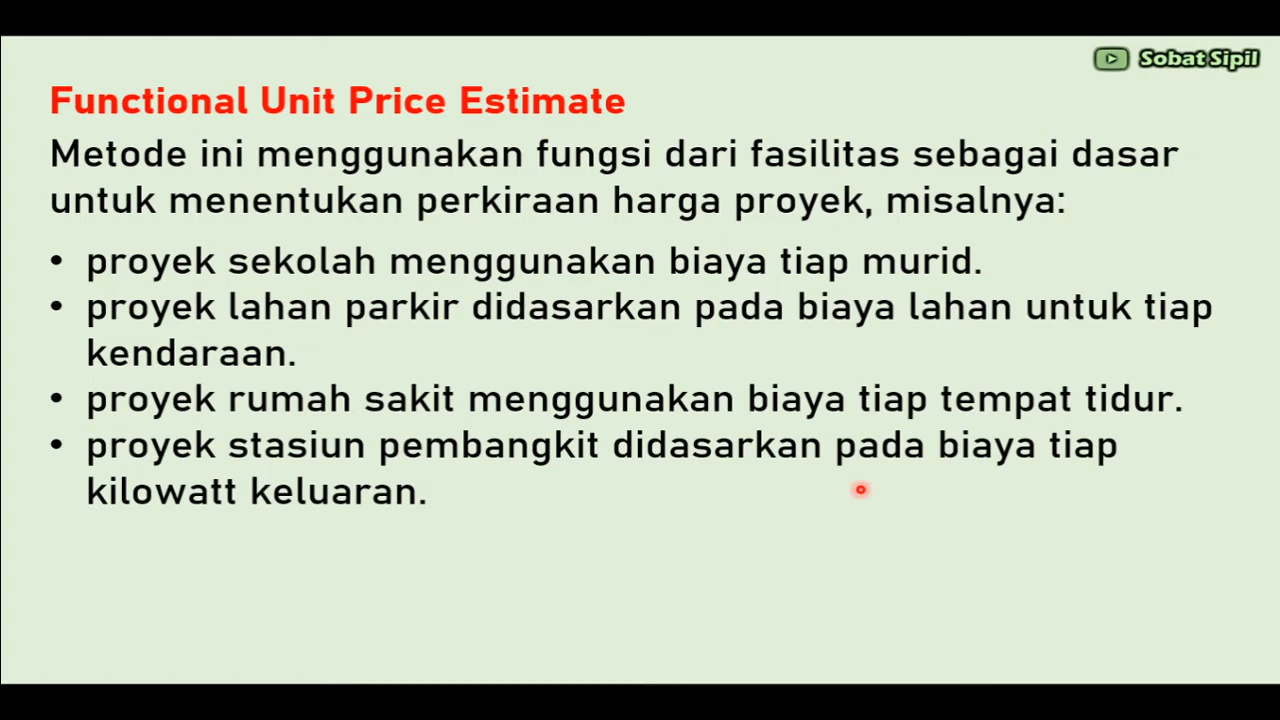 Sobat Sipil
Functional Unit Price Estimate
Metode ini menggunakan fungsi dari fasilitas sebagai dasar
untuk menentukan perkiraan harga proyek, misalnya:
• proyek sekolah menggunakan biaya tiap murid.
• proyek lahan parkir didasarkan pada biaya lahan untuk tiap
kendaraan.
• proyek rumah sakit menggunakan biaya tiap tempat tidur.
• proyek stasiun pembangkit didasarkan pada biaya tiap
kilowatt keluaran.